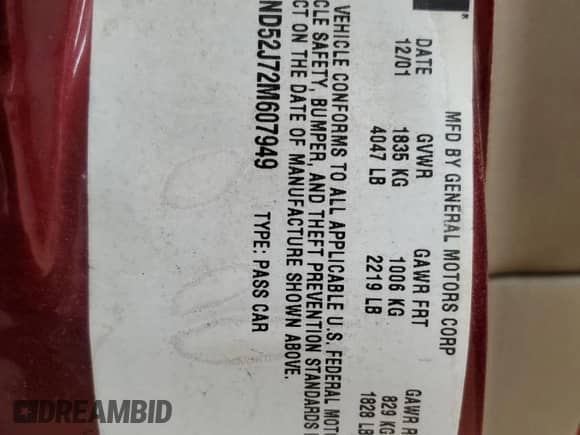 ®
MFD BY GENERAL MOTORS CORP
DATE GVWR GAWR FRT GAWR R
12/01 1835 KG 1006 KG 829 KG
4047 LB 2219 LB 1828 LB
VEHICLE CONFORMS TO ALL APPLICABLE U.S. FEDERAL MOT
CLE SAFETY, BUMPER, AND THEFT PREVENTION STANDARDS
CT ON THE DATE OF MANUFACTURE SHOWN ABOVE.
ND52J72M607949 TYPE: PASS CAR
DREAMBID